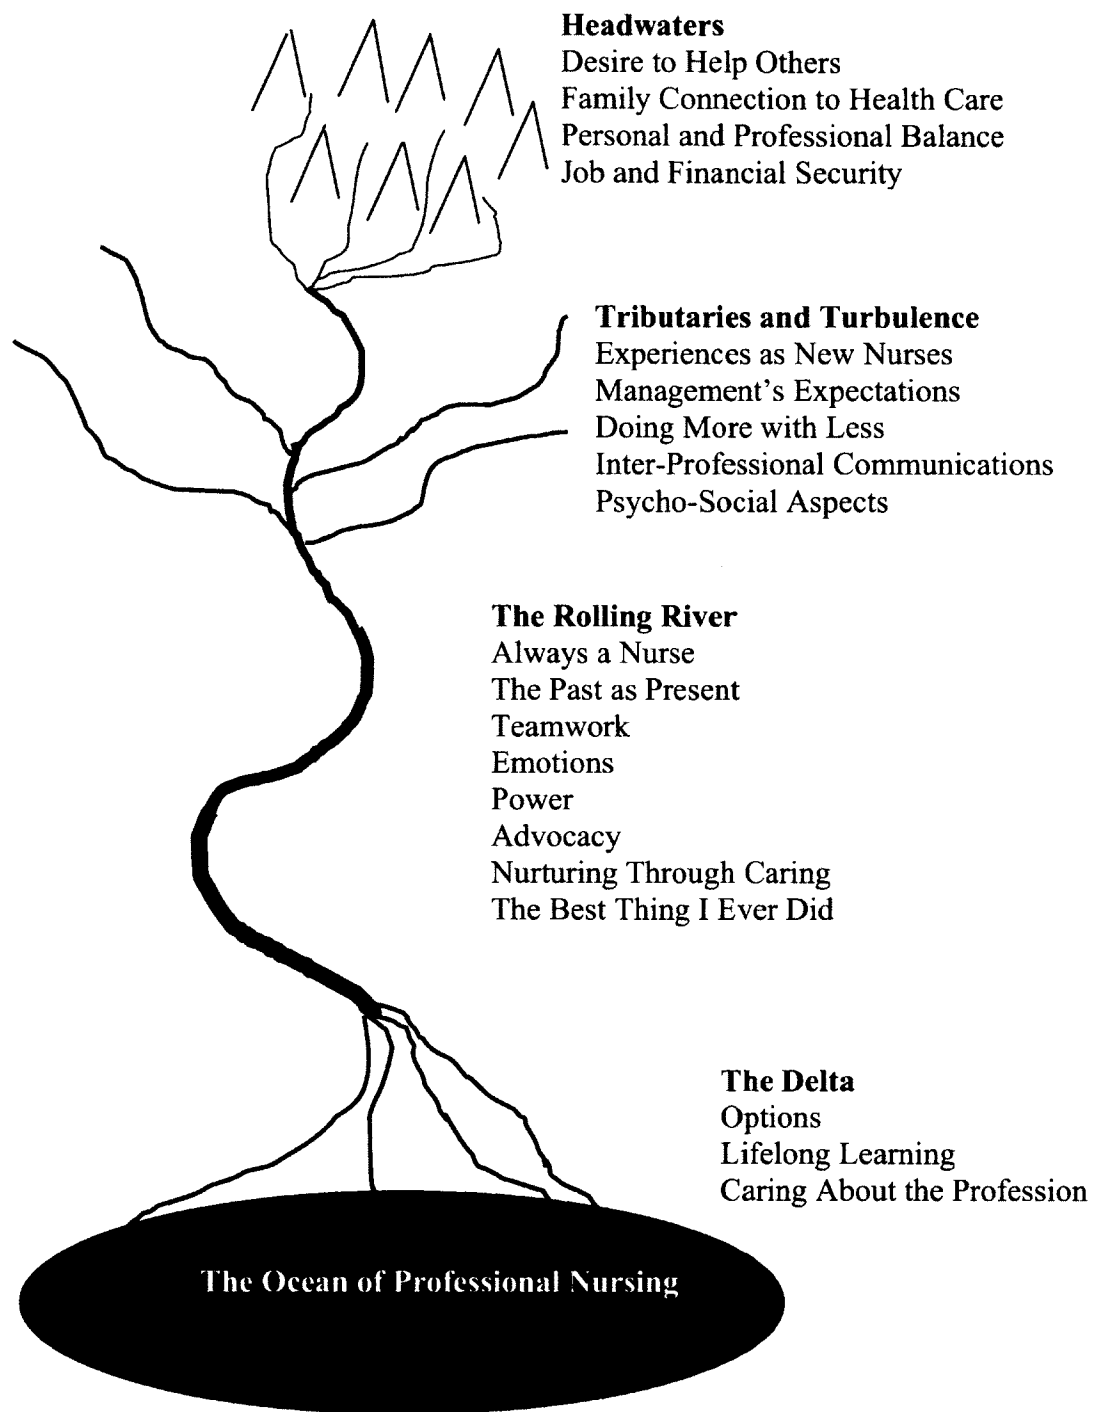 Headwaters
Desire to Help Others
Family Connection to Health Care
Personal and Professional Balance
Job and Financial Security
Tributaries and Turbulence
Experiences as New Nurses
Management's Expectations
Doing More with Less
Inter-Professional Communications
Psycho-Social Aspects
The Rolling River
Always a Nurse
The Past as Present
Teamwork
Emotions
Power
Advocacy
Nurturing Through Caring
The Best Thing I Ever Did
The Delta
Options
Lifelong Learning
Caring About the Profession
The Ocean of Professional Nursing